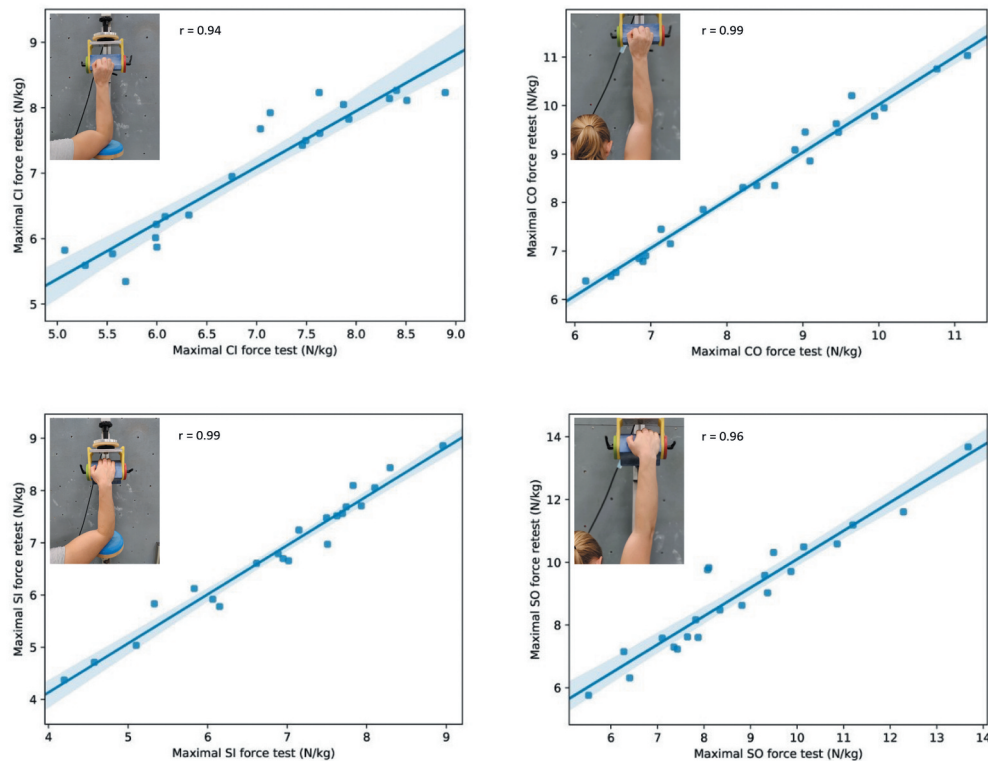 r = 0.94
9
8
7
6
5
Maximal CI force retest (N/kg)
5.0 5.5 6.0 6.5 7.0 7.5 8.0 8.5 9.0
Maximal CI force test (N/kg)
r = 0.99
11
10
9
8
7
6
Maximal CO force retest (N/kg)
6 7 8 9 10 11
Maximal CO force test (N/kg)
r = 0.99
9
8
7
6
5
4
Maximal SI force retest (N/kg)
4 5 6 7 8 9
Maximal SI force test (N/kg)
r = 0.96
14
12
10
8
6
Maximal SO force retest (N/kg)
6 7 8 9 10 11 12 13 14
Maximal SO force test (N/kg)